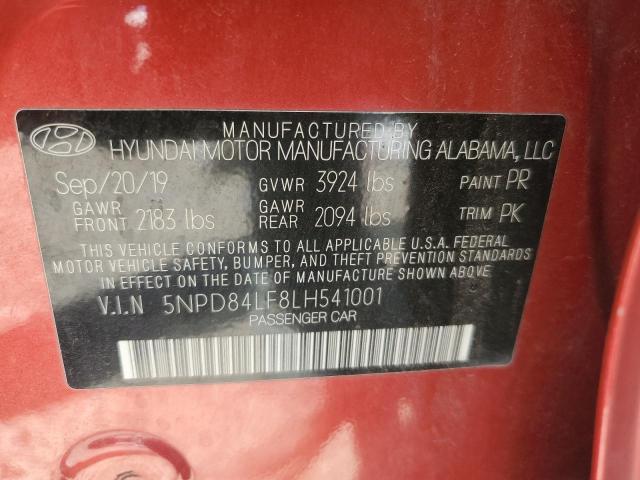 MANUFACTURED BY
HYUNDAI MOTOR MANUFACTURING ALABAMA, LLC
Sep/20/19 GVWR 3924 lbs PAINT PR
GAWR FRONT 2183 lbs GAWR REAR 2094 lbs TRIM PK
THIS VEHICLE CONFORMS TO ALL APPLICABLE U.S.A. FEDERAL
MOTOR VEHICLE SAFETY, BUMPER, AND THEFT PREVENTION STANDARDS
IN EFFECT ON THE DATE OF MANUFACTURE SHOWN ABOVE.
V.I.N 5NPD84LF8LH541001
PASSENGER CAR